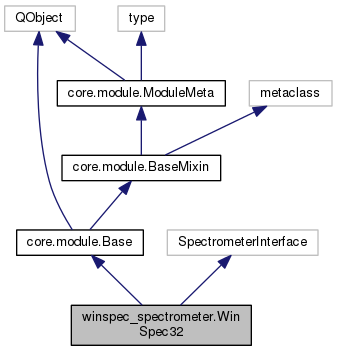 QObject
type
core.module.ModuleMeta
metaclass
core.module.BaseMixin
core.module.Base
SpectrometerInterface
winspec_spectrometer.Win
Spec32